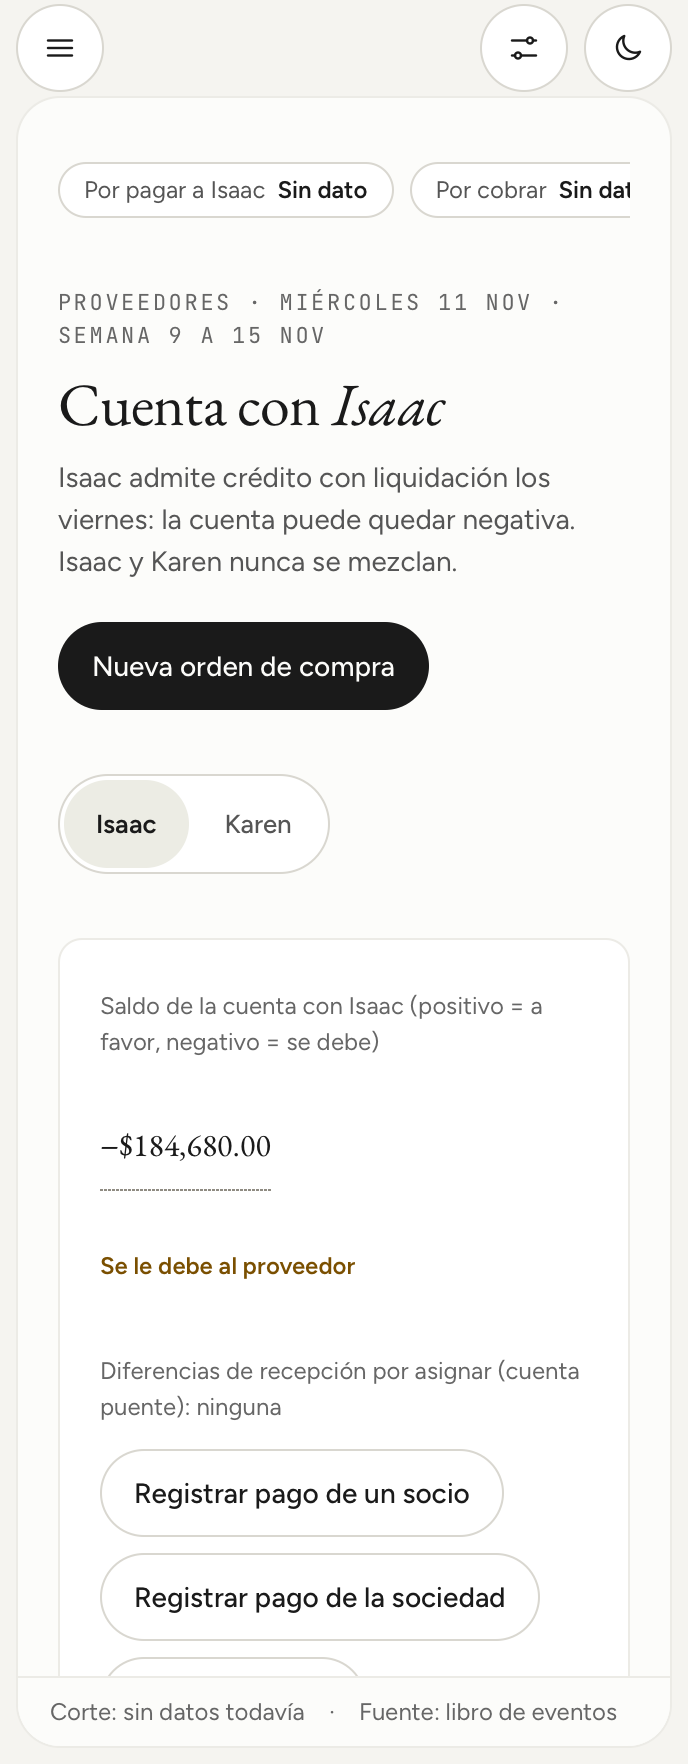 Por pagar a Isaac Sin dato
Por cobrar Sin dat
PROVEEDORES · MIÉRCOLES 11 NOV ·
SEMANA 9 A 15 NOV
Cuenta con Isaac
Isaac admite crédito con liquidación los
viernes: la cuenta puede quedar negativa.
Isaac y Karen nunca se mezclan.
Nueva orden de compra
Isaac
Karen
Saldo de la cuenta con Isaac (positivo = a
favor, negativo = se debe)
−$184,680.00
Se le debe al proveedor
Diferencias de recepción por asignar (cuenta
puente): ninguna
Registrar pago de un socio
Registrar pago de la sociedad
Corte: sin datos todavía · Fuente: libro de eventos